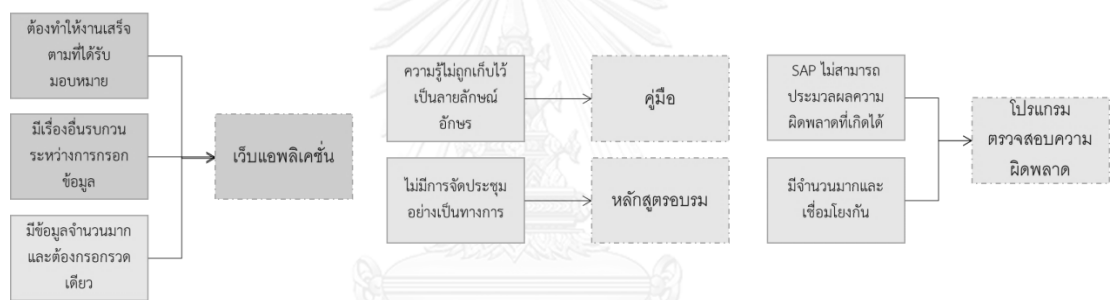 ต้องทำให้งานเสร็จ
ตามที่ได้รับ
มอบหมาย
มีเรื่องอื่นรบกวน
ระหว่างการกรอก
ข้อมูล
มีข้อมูลจำนวนมาก
และต้องกรอกรวด
เดียว
เว็บแอพลิเคชั่น
ความรู้ไม่ถูกเก็บไว้
เป็นลายลักษณ์
อักษร
คู่มือ
ไม่มีการจัดประชุม
อย่างเป็นทางการ
หลักสูตรอบรม
SAP ไม่สามารถ
ประมวลผลความ
ผิดพลาดที่เกิดได้
มีจำนวนมากและ
เชื่อมโยงกัน
โปรแกรม
ตรวจสอบความ
ผิดพลาด